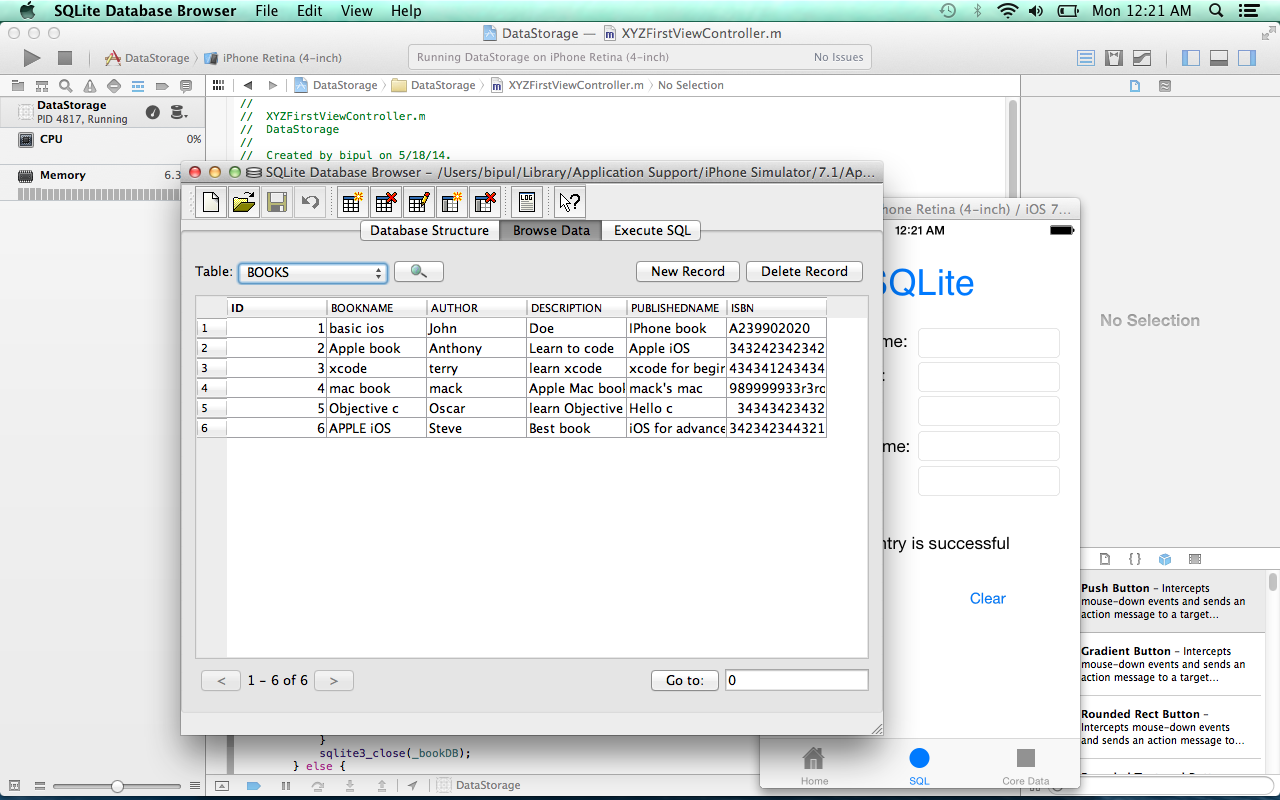 SQLite Database Browser File Edit View Help Mon 12:21 AM
DataStorage — XYZFirstViewController.m
DataStorage iPhone Retina (4-inch) Running DataStorage on iPhone Retina (4-inch) No Issues
DataStorage DataStorage XYZFirstViewController.m No Selection
DataStorage
PID 4817, Running
CPU 0%
Memory 6.3
//
// XYZFirstViewController.m
// DataStorage
//
// Created by bipul on 5/18/14.
SQLite Database Browser – /Users/bipul/Library/Application Support/iPhone Simulator/7.1/Ap...
LOG
Database Structure Browse Data Execute SQL
Table: BOOKS New Record Delete Record
ID BOOKNAME AUTHOR DESCRIPTION PUBLISHEDNAME ISBN
1 1 basic ios John Doe IPhone book A239902020
2 2 Apple book Anthony Learn to code Apple iOS 343242342342
3 3 xcode terry learn xcode xcode for begin 434341243434
4 4 mac book mack Apple Mac bool mack's mac 989999933r3rc
5 5 Objective c Oscar learn Objective Hello c 34343423432
6 6 APPLE iOS Steve Best book iOS for advance 342342344321
< 1 – 6 of 6 > Go to: 0
hone Retina (4-inch) / iOS 7...
12:21 AM
SQLite
me:
:
me:
ntry is successful
Clear
Home SQL Core Data
No Selection
{ }
Push Button – Intercepts
mouse-down events and sends an
action message to a target...
Gradient Button – Intercepts
mouse-down events and sends an
action message to a target...
Rounded Rect Button –
Intercepts mouse-down events
and sends an action message to...
}
sqlite3_close(_bookDB);
} else {
DataStorage